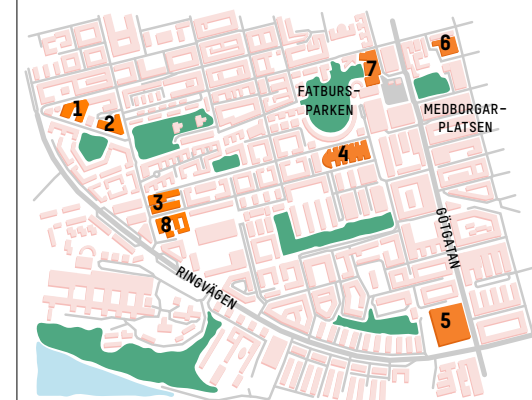 6
7
FATBURS-
PARKEN
1
2
MEDBORGAR-
PLATSEN
4
3
8
GÖTGATAN
RINGVÄGEN
5